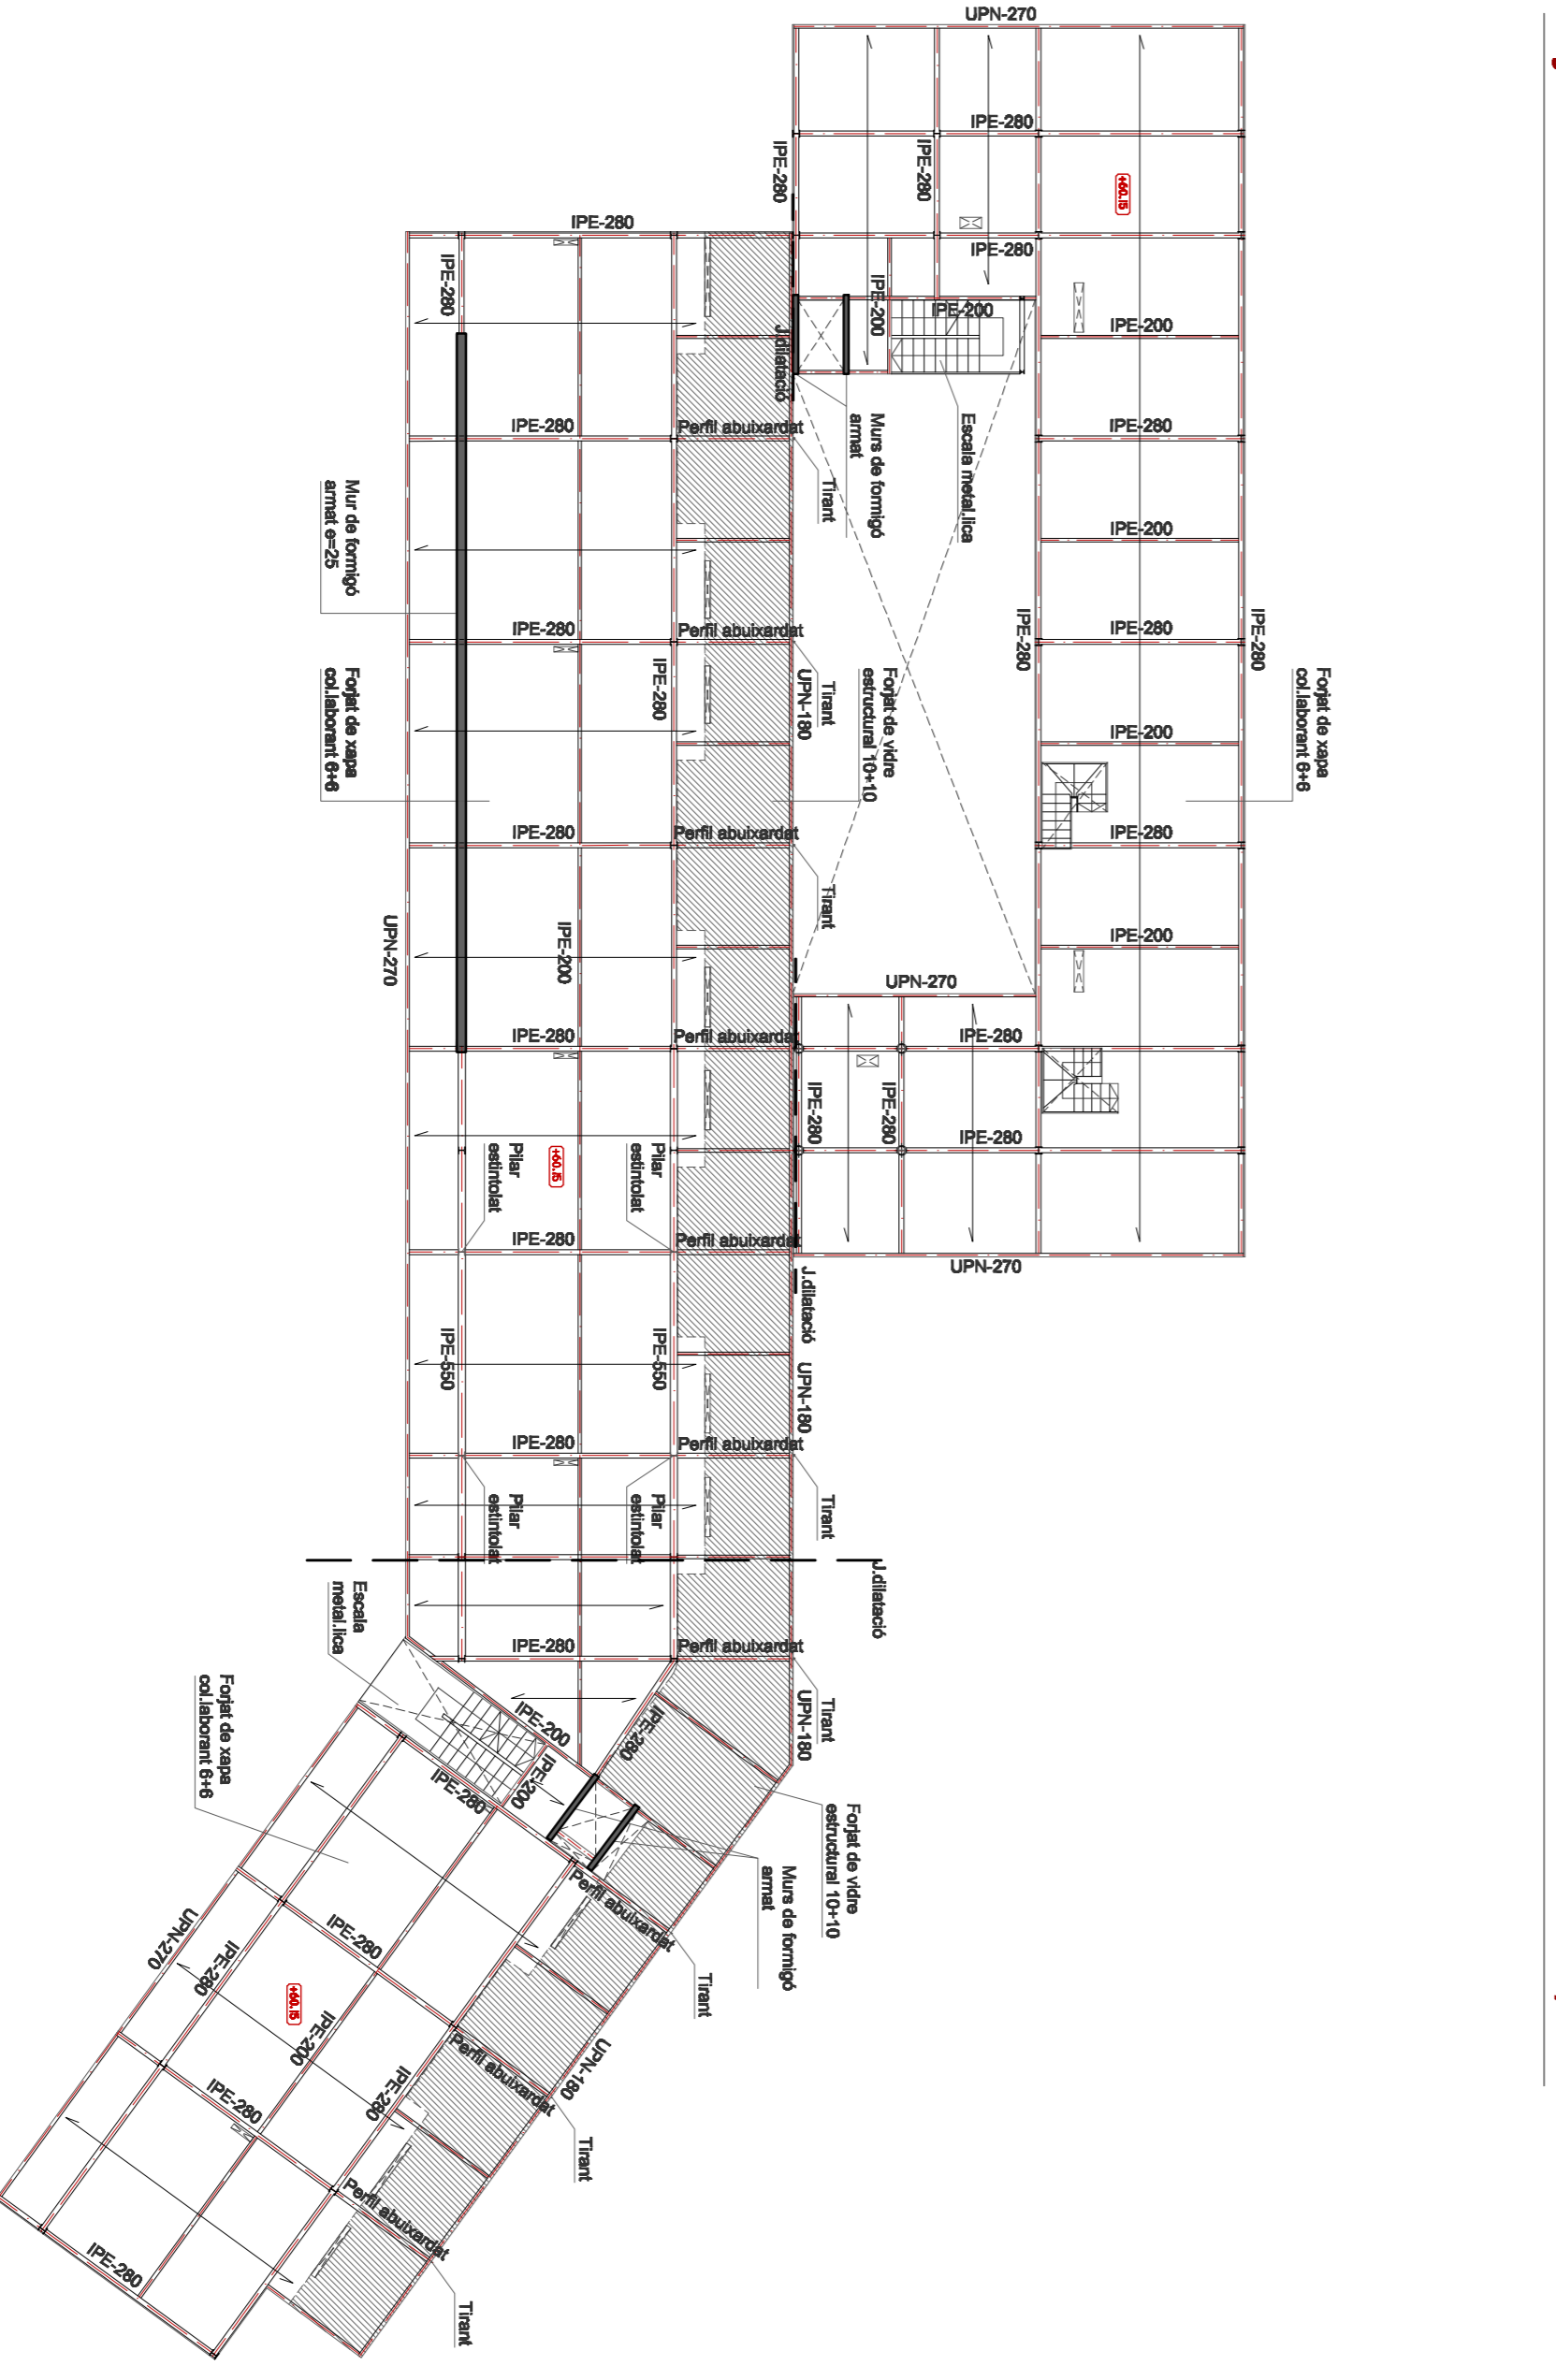 UPN-270
IPE-280
IPE-280
IPE-280
+60.15
IPE-280
IPE-280
IPE-280
IPE-200
IPE-200
IPE-200
J.dilatació
Escala metal.lica
Murs de formigó
armat
IPE-280
Perfil abuixardat
IPE-280
Tirant
Mur de formigó
armat e=25
IPE-200
IPE-280
Perfil abuixardat
IPE-280
IPE-280
IPE-280
IPE-280
Tirant
UPN-180
Forjat de vidre
estructural 10+10
Forjat de xapa
col.laborant 6+6
Forjat de xapa
col.laborant 6+6
IPE-200
IPE-280
Perfil abuixardat
IPE-280
Tirant
UPN-270
IPE-200
IPE-200
UPN-270
IPE-280
Perfil abuixardat
IPE-280
IPE-280
IPE-280
IPE-280
Pilar
estintolat
Pilar
estintolat
+60.15
IPE-280
Perfil abuixardat
UPN-270
J.dilatació
IPE-550
IPE-550
UPN-180
IPE-280
Perfil abuixardat
Pilar
estintolat
Pilar
estintolat
Tirant
J.dilatació
Escala
metal.lica
IPE-280
Perfil abuixardat
Tirant
UPN-180
Forjat de xapa
col.laborant 6+6
IPE-200
IPE-280
IPE-280
IPE-200
Forjat de vidre
estructural 10+10
Murs de formigó
armat
Perfil abuixardat
Tirant
UPN-270
IPE-280
IPE-280
+60.15
IPE-200
IPE-280
Perfil abuixardat
UPN-180
Tirant
IPE-280
Perfil abuixardat
Tirant
IPE-280